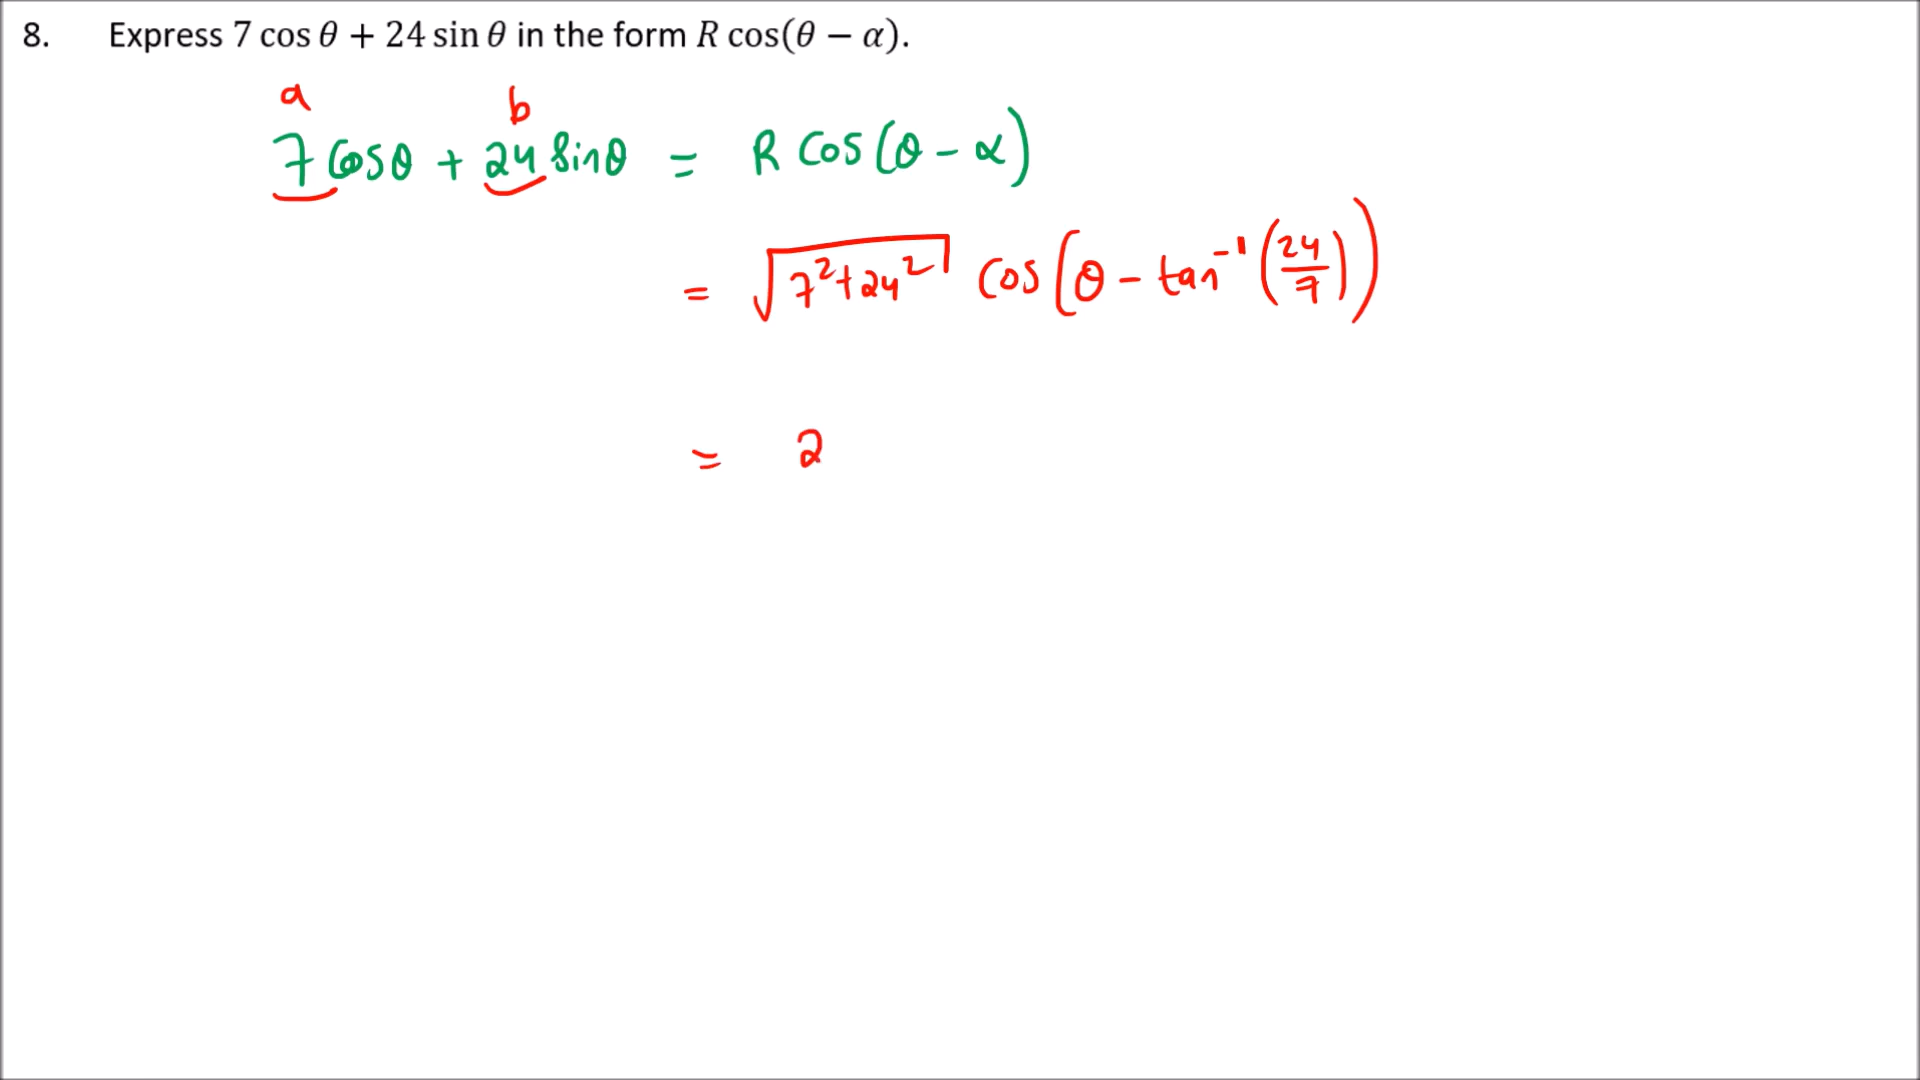 8. Express 7 cos θ + 24 sin θ in the form R cos(θ − α).
a b
7 cosθ + 24 sinθ = R cos(θ - α)
= √(7² + 24²) cos(θ - tan⁻¹(24/7))
= 2